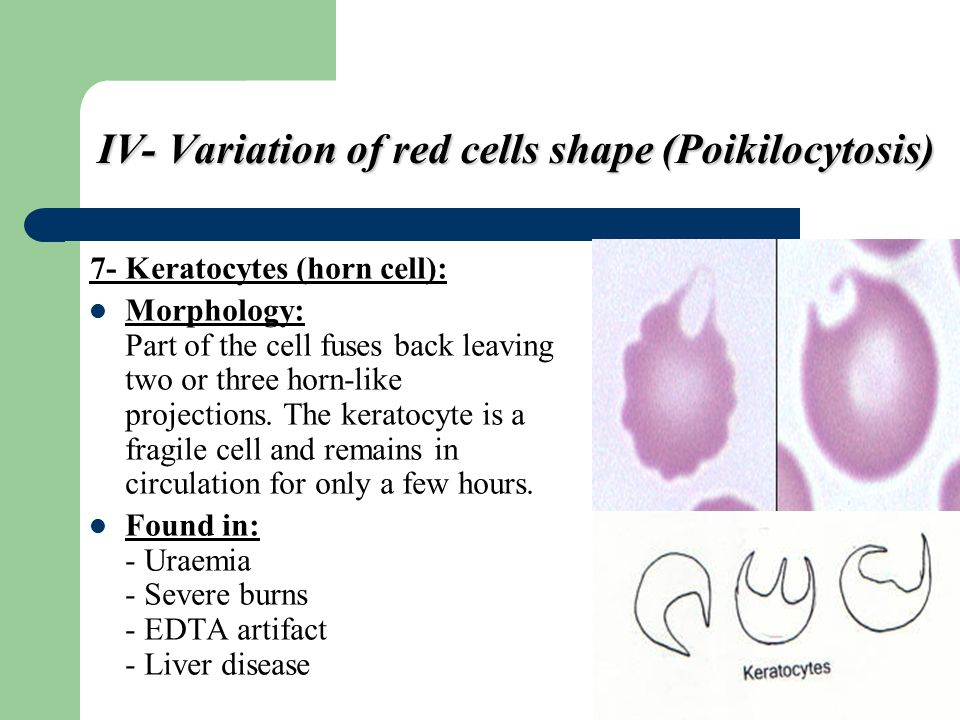 IV- Variation of red cells shape (Poikilocytosis)
7- Keratocytes (horn cell):
Morphology:
Part of the cell fuses back leaving
two or three horn-like
projections. The keratocyte is a
fragile cell and remains in
circulation for only a few hours.
Found in:
- Uraemia
- Severe burns
- EDTA artifact
- Liver disease
Keratocytes